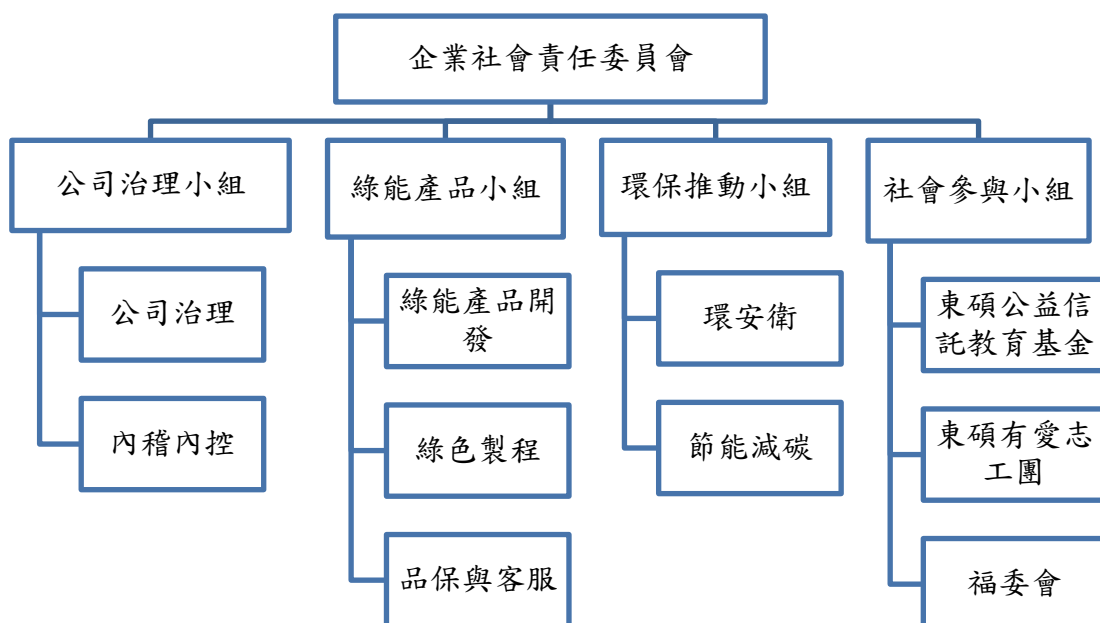 企業社會責任委員會
公司治理小組
綠能產品小組
環保推動小組
社會參與小組
公司治理
內稽內控
綠能產品開
發
綠色製程
品保與客服
環安衛
節能減碳
東碩公益信
託教育基金
東碩有愛志
工團
福委會